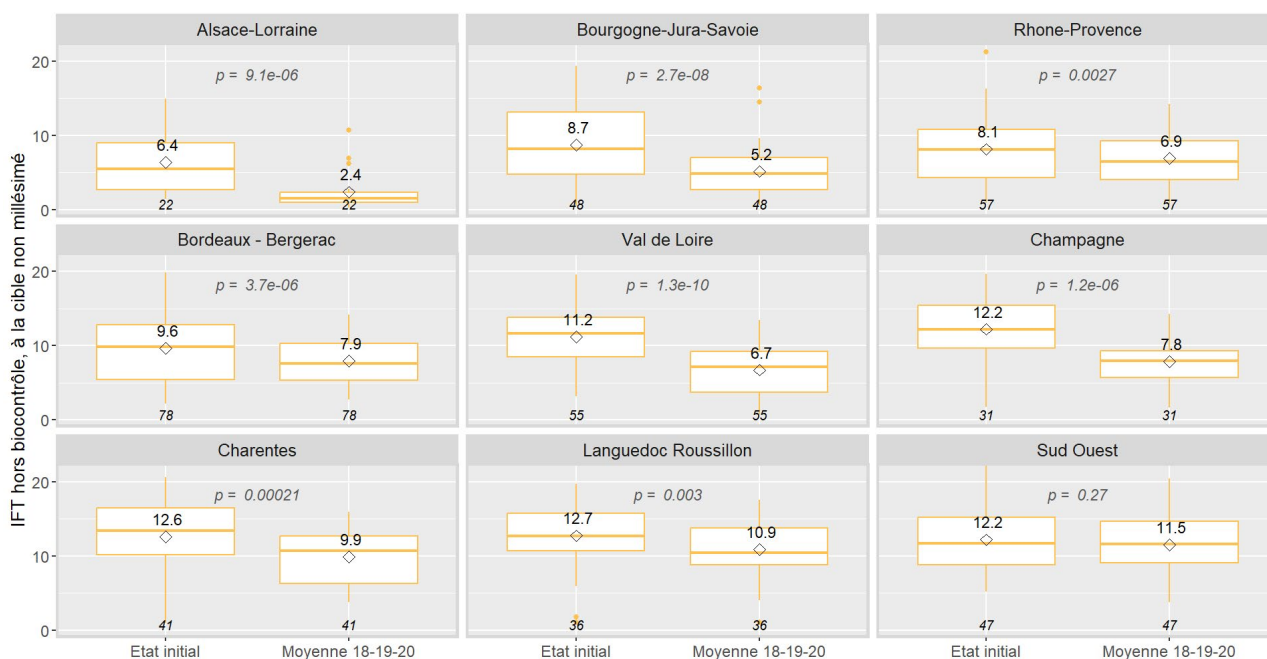 IFT hors biocontrôle, à la cible non millésimé
Alsace-Lorraine
20
10
0
p = 9.1e-06
6.4
2.4
22
22
Bourgogne-Jura-Savoie
p = 2.7e-08
8.7
5.2
48
48
Rhone-Provence
p = 0.0027
8.1
6.9
57
57
Bordeaux - Bergerac
20
10
0
p = 3.7e-06
9.6
7.9
78
78
Val de Loire
p = 1.3e-10
11.2
6.7
55
55
Champagne
p = 1.2e-06
12.2
7.8
31
31
Charentes
20
10
0
p = 0.00021
12.6
9.9
41
41
Languedoc Roussillon
p = 0.003
12.7
10.9
36
36
Sud Ouest
p = 0.27
12.2
11.5
47
47
Etat initial
Moyenne 18-19-20
Etat initial
Moyenne 18-19-20
Etat initial
Moyenne 18-19-20